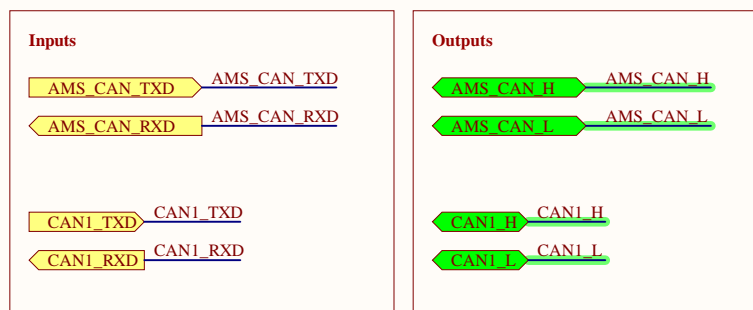 Inputs
AMS_CAN_TXD AMS_CAN_TXD
AMS_CAN_RXD AMS_CAN_RXD
CAN1_TXD CAN1_TXD
CAN1_RXD CAN1_RXD
Outputs
AMS_CAN_H AMS_CAN_H
AMS_CAN_L AMS_CAN_L
CAN1_H CAN1_H
CAN1_L CAN1_L